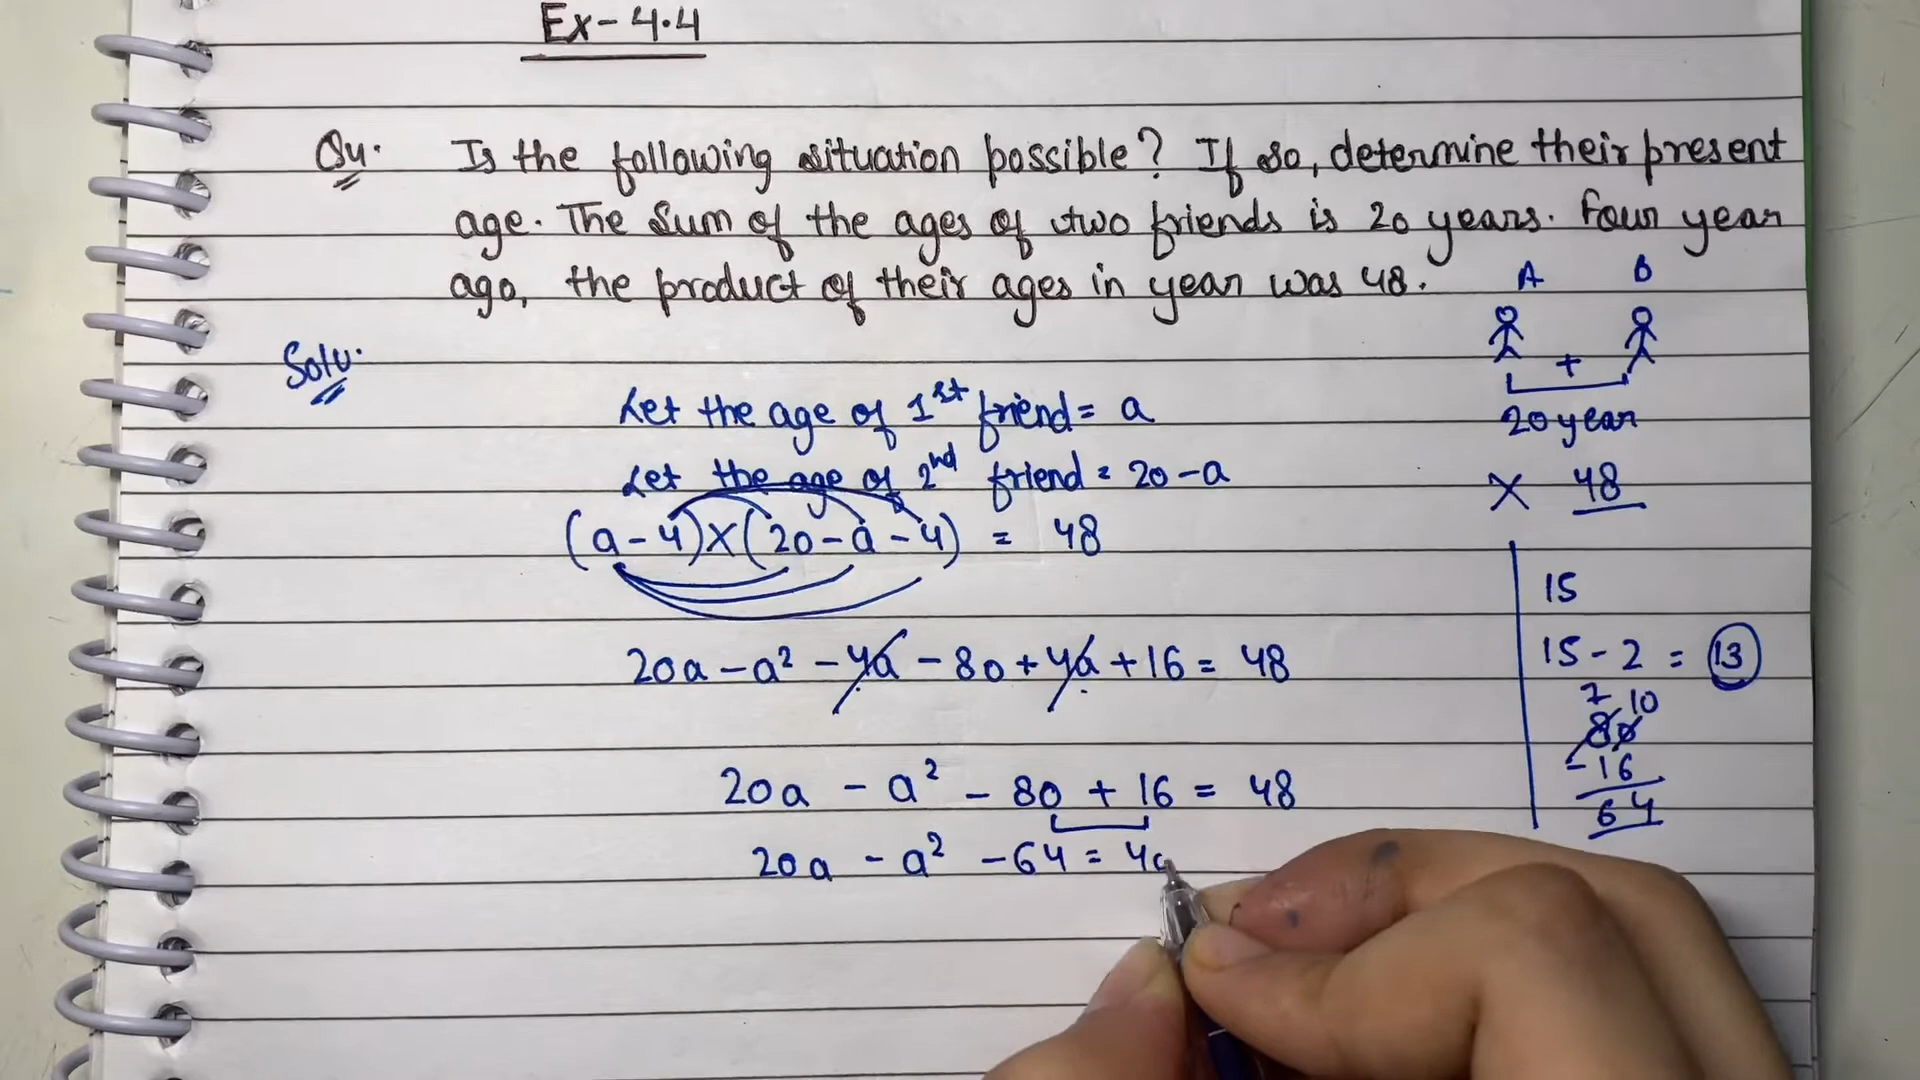 Ex-4.4
Qu. Is the following situation possible? If so, determine their present
age. The Sum of the ages of two friends is 20 years. Four year
ago, the product of their ages in year was 48.
A B
Solu.
+
20 year
Let the age of 1st friend = a
Let the age of 2nd friend = 20 - a
× 48
(a - 4) × (20 - a - 4) = 48
15
20a - a² - 4a - 80 + 4a + 16 = 48
15 - 2 = 13
7 10
80
- 16
64
20a - a² - 80 + 16 = 48
20a - a² - 64 = 4